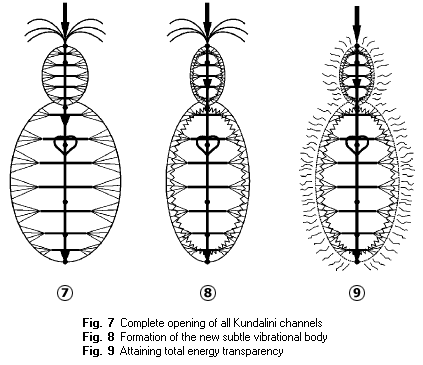 ⑦ ⑧ ⑨
Fig. 7 Complete opening of all Kundalini channels
Fig. 8 Formation of the new subtle vibrational body
Fig. 9 Attaining total energy transparency